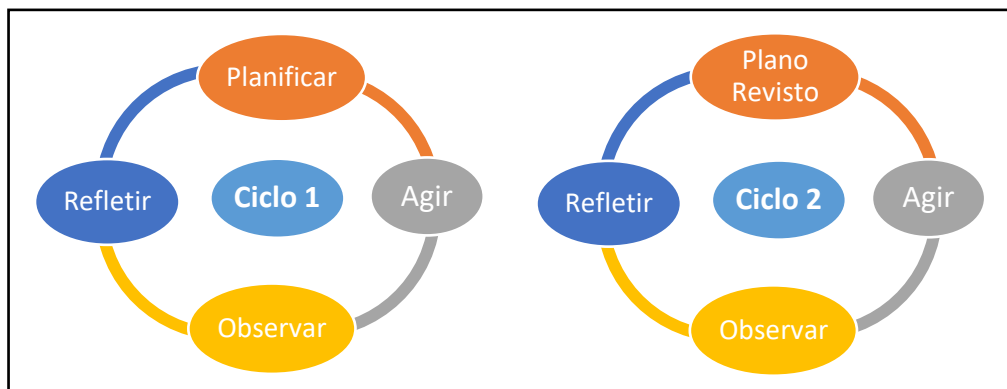 Planificar
Refletir
Ciclo 1
Agir
Observar
Plano
Revisto
Refletir
Ciclo 2
Agir
Observar